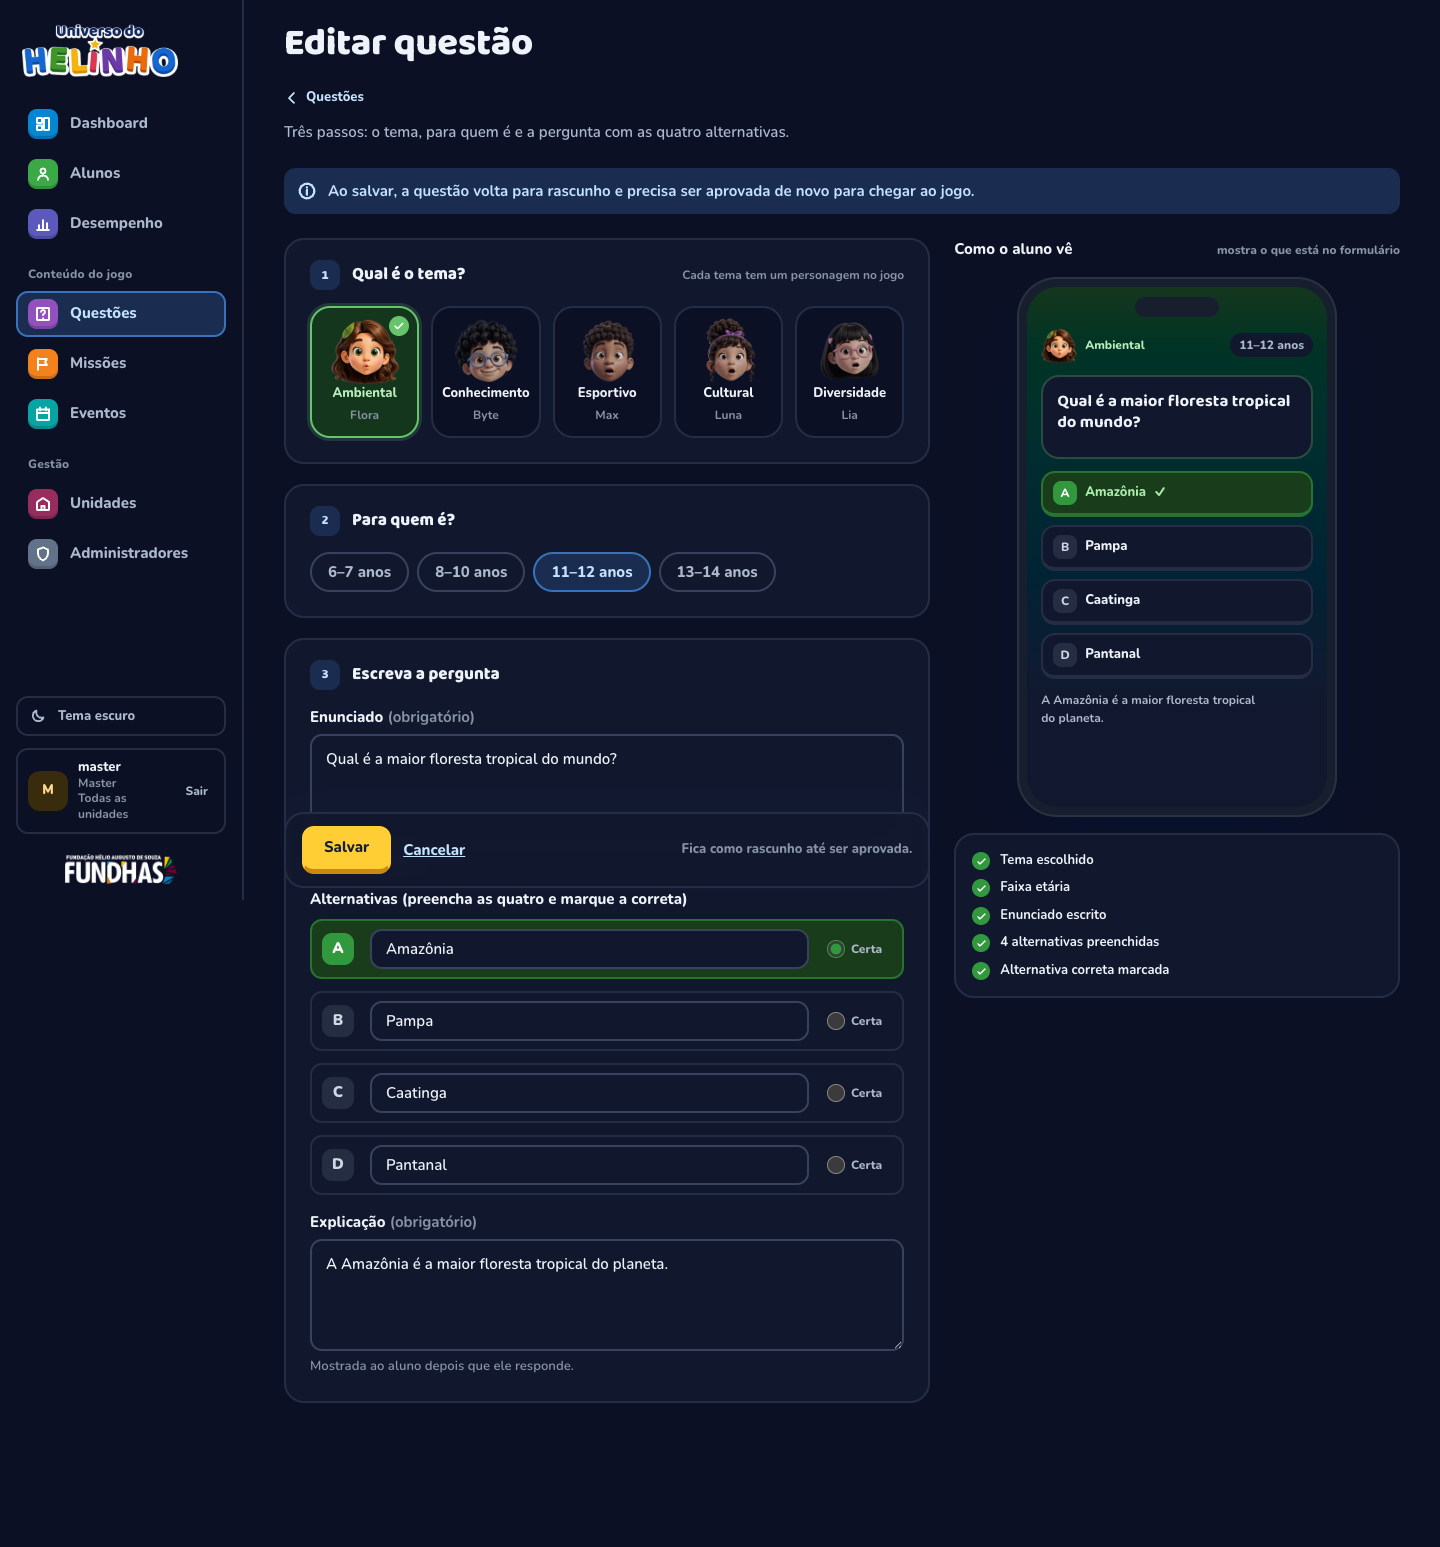 Universo do
HELINHO
Dashboard
Alunos
Desempenho
Conteúdo do jogo
Questões
Missões
Eventos
Gestão
Unidades
Administradores
Tema escuro
M
master
Master
Todas as
unidades
Sair
FUNDAÇÃO HÉLIO AUGUSTO DE SOUZA
FUNDHAS
Editar questão
Questões
Três passos: o tema, para quem é e a pergunta com as quatro alternativas.
Ao salvar, a questão volta para rascunho e precisa ser aprovada de novo para chegar ao jogo.
1 Qual é o tema?
Cada tema tem um personagem no jogo
Ambiental
Flora
Conhecimento
Byte
Esportivo
Max
Cultural
Luna
Diversidade
Lia
2 Para quem é?
6–7 anos
8–10 anos
11–12 anos
13–14 anos
3 Escreva a pergunta
Enunciado (obrigatório)
Qual é a maior floresta tropical do mundo?
Salvar
Cancelar
Fica como rascunho até ser aprovada.
Alternativas (preencha as quatro e marque a correta)
A Amazônia Certa
B Pampa Certa
C Caatinga Certa
D Pantanal Certa
Explicação (obrigatório)
A Amazônia é a maior floresta tropical do planeta.
Mostrada ao aluno depois que ele responde.
Como o aluno vê
mostra o que está no formulário
Ambiental
11–12 anos
Qual é a maior floresta tropical
do mundo?
A Amazônia
B Pampa
C Caatinga
D Pantanal
A Amazônia é a maior floresta tropical
do planeta.
Tema escolhido
Faixa etária
Enunciado escrito
4 alternativas preenchidas
Alternativa correta marcada